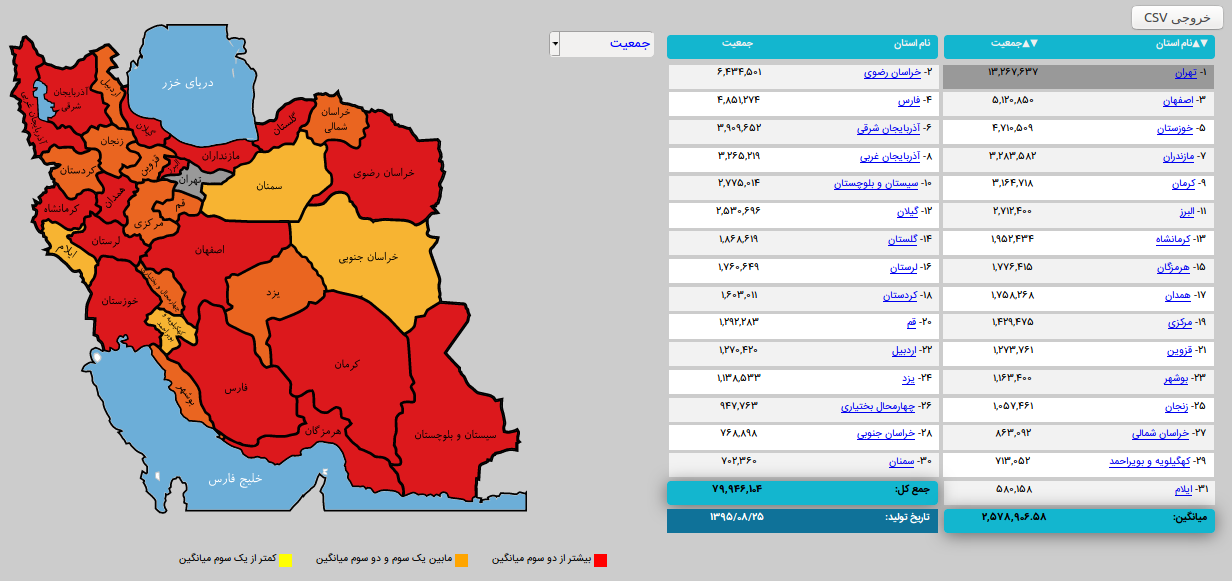 خروجی CSV
جمعیت
▲▼نام استان ▲▼جمعیت
نام استان جمعیت
۱- تهران ۱۳,۲۶۷,۶۳۷
۲- خراسان رضوی ۶,۴۳۴,۵۰۱
۳- اصفهان ۵,۱۲۰,۸۵۰
۴- فارس ۴,۸۵۱,۲۷۴
۵- خوزستان ۴,۷۱۰,۵۰۹
۶- آذربایجان شرقی ۳,۹۰۹,۶۵۲
۷- مازندران ۳,۲۸۳,۵۸۲
۸- آذربایجان غربی ۳,۲۶۵,۲۱۹
۹- کرمان ۳,۱۶۴,۷۱۸
۱۰- سیستان و بلوچستان ۲,۷۷۵,۰۱۴
۱۱- البرز ۲,۷۱۲,۴۰۰
۱۲- گیلان ۲,۵۳۰,۶۹۶
۱۳- کرمانشاه ۱,۹۵۲,۴۳۴
۱۴- گلستان ۱,۸۶۸,۶۱۹
۱۵- هرمزگان ۱,۷۷۶,۴۱۵
۱۶- لرستان ۱,۷۶۰,۶۴۹
۱۷- همدان ۱,۷۵۸,۲۶۸
۱۸- کردستان ۱,۶۰۳,۰۱۱
۱۹- مرکزی ۱,۴۲۹,۴۷۵
۲۰- قم ۱,۲۹۲,۲۸۳
۲۱- قزوین ۱,۲۷۳,۷۶۱
۲۲- اردبیل ۱,۲۷۰,۴۲۰
۲۳- بوشهر ۱,۱۶۳,۴۰۰
۲۴- یزد ۱,۱۳۸,۵۳۳
۲۵- زنجان ۱,۰۵۷,۴۶۱
۲۶- چهارمحال بختیاری ۹۴۷,۷۶۳
۲۷- خراسان شمالی ۸۶۳,۰۹۲
۲۸- خراسان جنوبی ۷۶۸,۸۹۸
۲۹- کهگیلویه و بویراحمد ۷۱۳,۰۵۲
۳۰- سمنان ۷۰۲,۳۶۰
۳۱- ایلام ۵۸۰,۱۵۸
جمع کل: ۷۹,۹۴۶,۱۰۴
میانگین: ۲,۵۷۸,۹۰۶.۵۸
تاریخ تولید: ۱۳۹۵/۰۸/۲۵
دریای خزر
آذربایجان
شرقی
اردبیل
آذربایجان غربی
گیلان
زنجان
قزوین
البرز
مازنداران
گلستان
خراسان
شمالی
خراسان رضوی
سمنان
تهران
کردستان
همدان
کرمانشاه
مرکزی
قم
لرستان
ایلام
اصفهان
خراسان جنوبی
یزد
خوزستان
چهارمحال و بختیاری
کهکیلویه و
بویراحمد
فارس
کرمان
بوشهر
هرمزگان
سیستان و بلوچستان
خلیج فارس
بیشتر از دو سوم میانگین
مابین یک سوم و دو سوم میانگین
کمتر از یک سوم میانگین